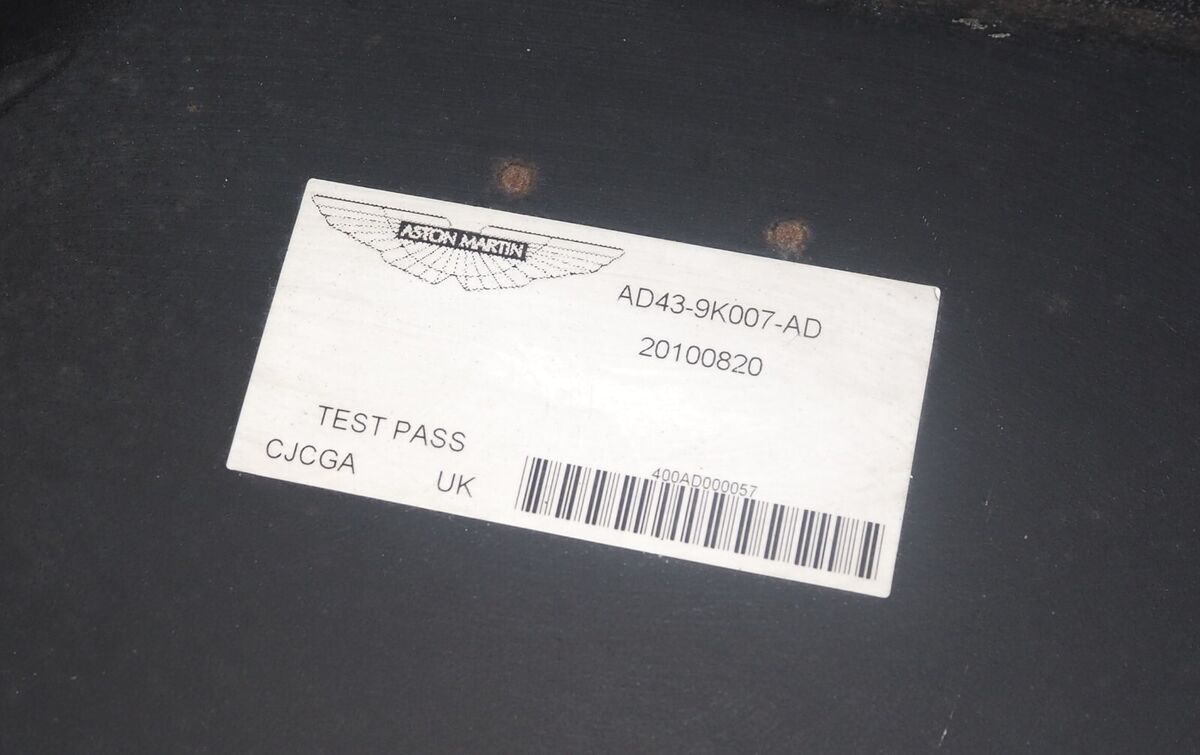 ASTON MARTIN
AD43-9K007-AD
20100820
TEST PASS
CJCGA UK
400AD000057